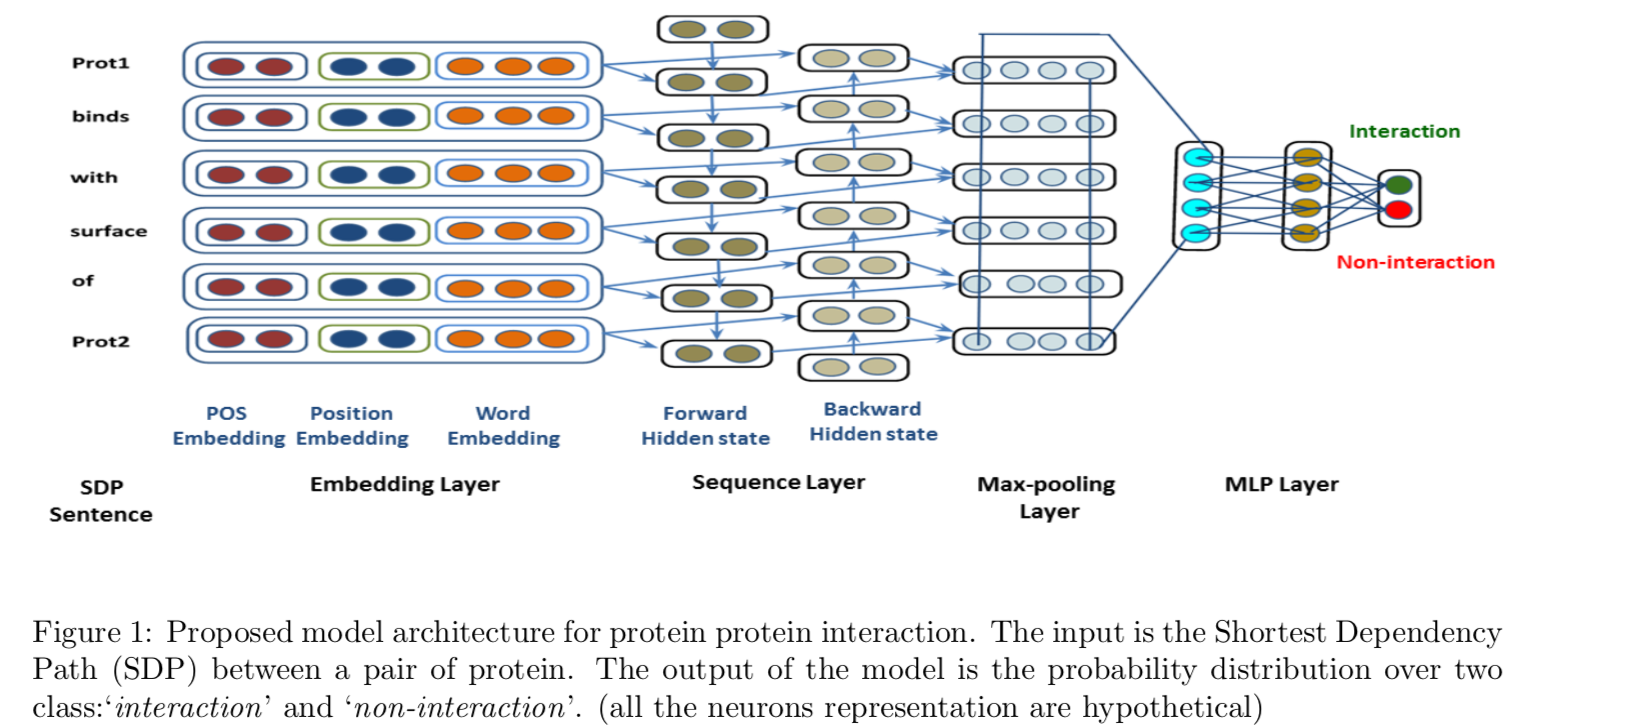 Prot1
binds
with
surface
of
Prot2
Interaction
Non-interaction
POS
Embedding
Position
Embedding
Word
Embedding
Forward
Hidden state
Backward
Hidden state
SDP
Sentence
Embedding Layer
Sequence Layer
Max-pooling
Layer
MLP Layer
Figure 1: Proposed model architecture for protein protein interaction. The input is the Shortest Dependency
Path (SDP) between a pair of protein. The output of the model is the probability distribution over two
class:‘interaction’ and ‘non-interaction’. (all the neurons representation are hypothetical)